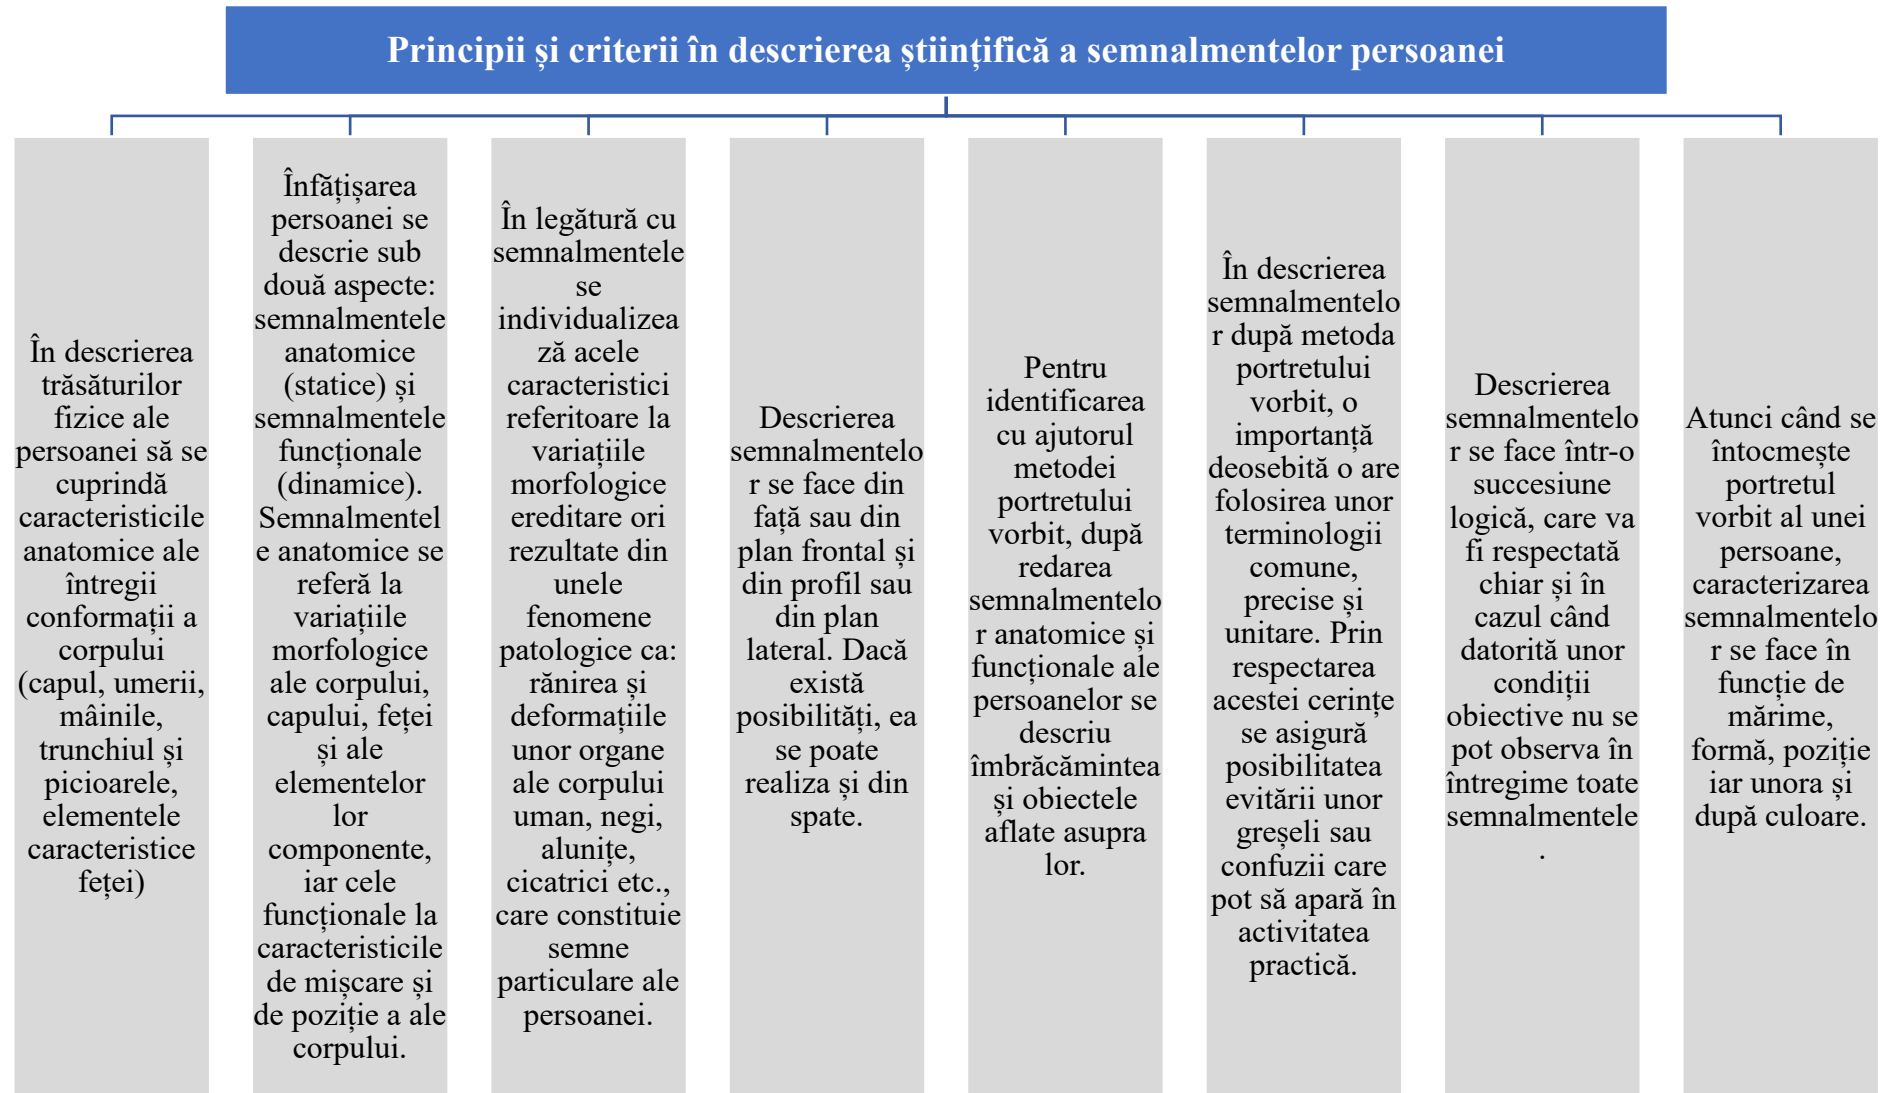 Principii și criterii în descrierea științifică a semnalmentelor persoanei
În descrierea
trăsăturilor
fizice ale
persoanei să se
cuprindă
caracteristicile
anatomice ale
întregii
conformații a
corpului
(capul, umerii,
mâinile,
trunchiul și
picioarele,
elementele
caracteristice
feței)
Înfățișarea
persoanei se
descrie sub
două aspecte:
semnalmentele
anatomice
(statice) și
semnalmentele
funcționale
(dinamice).
Semnalmentel
e anatomice se
referă la
variațiile
morfologice
ale corpului,
capului, feței
și ale
elementelor
lor
componente,
iar cele
funcționale la
caracteristicile
de mișcare și
de poziție a ale
corpului.
În legătură cu
semnalmentele
se
individualizea
ză acele
caracteristici
referitoare la
variațiile
morfologice
ereditare ori
rezultate din
unele
fenomene
patologice ca:
rănirea și
deformațiile
unor organe
ale corpului
uman, negi,
alunițe,
cicatrici etc.,
care constituie
semne
particulare ale
persoanei.
Descrierea
semnalmentelo
r se face din
față sau din
plan frontal și
din profil sau
din plan
lateral. Dacă
există
posibilități, ea
se poate
realiza și din
spate.
Pentru
identificarea
cu ajutorul
metodei
portretului
vorbit, după
redarea
semnalmentelo
r anatomice și
funcționale ale
persoanelor se
descriu
îmbrăcămintea
și obiectele
aflate asupra
lor.
În descrierea
semnalmentelo
r după metoda
portretului
vorbit, o
importanță
deosebită o are
folosirea unor
terminologii
comune,
precise și
unitare. Prin
respectarea
acestei cerințe
se asigură
posibilitatea
evitării unor
greșeli sau
confuzii care
pot să apară în
activitatea
practică.
Descrierea
semnalmentelo
r se face într-o
succesiune
logică, care va
fi respectată
chiar și în
cazul când
datorită unor
condiții
obiective nu se
pot observa în
întregime toate
semnalmentele
.
Atunci când se
întocmește
portretul
vorbit al unei
persoane,
caracterizarea
semnalmentelo
r se face în
funcție de
mărime,
formă, poziție
iar unora și
după culoare.